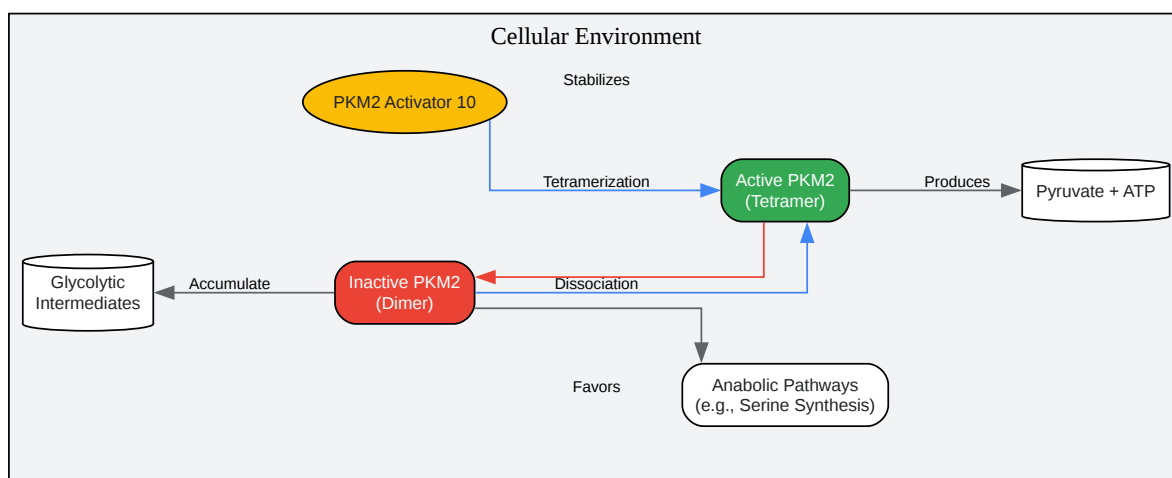 Cellular Environment
Stabilizes
PKM2 Activator 10
Tetramerization
Active PKM2
(Tetramer)
Produces
Pyruvate + ATP
Glycolytic
Intermediates
Accumulate
Inactive PKM2
(Dimer)
Dissociation
Favors
Anabolic Pathways
(e.g., Serine Synthesis)